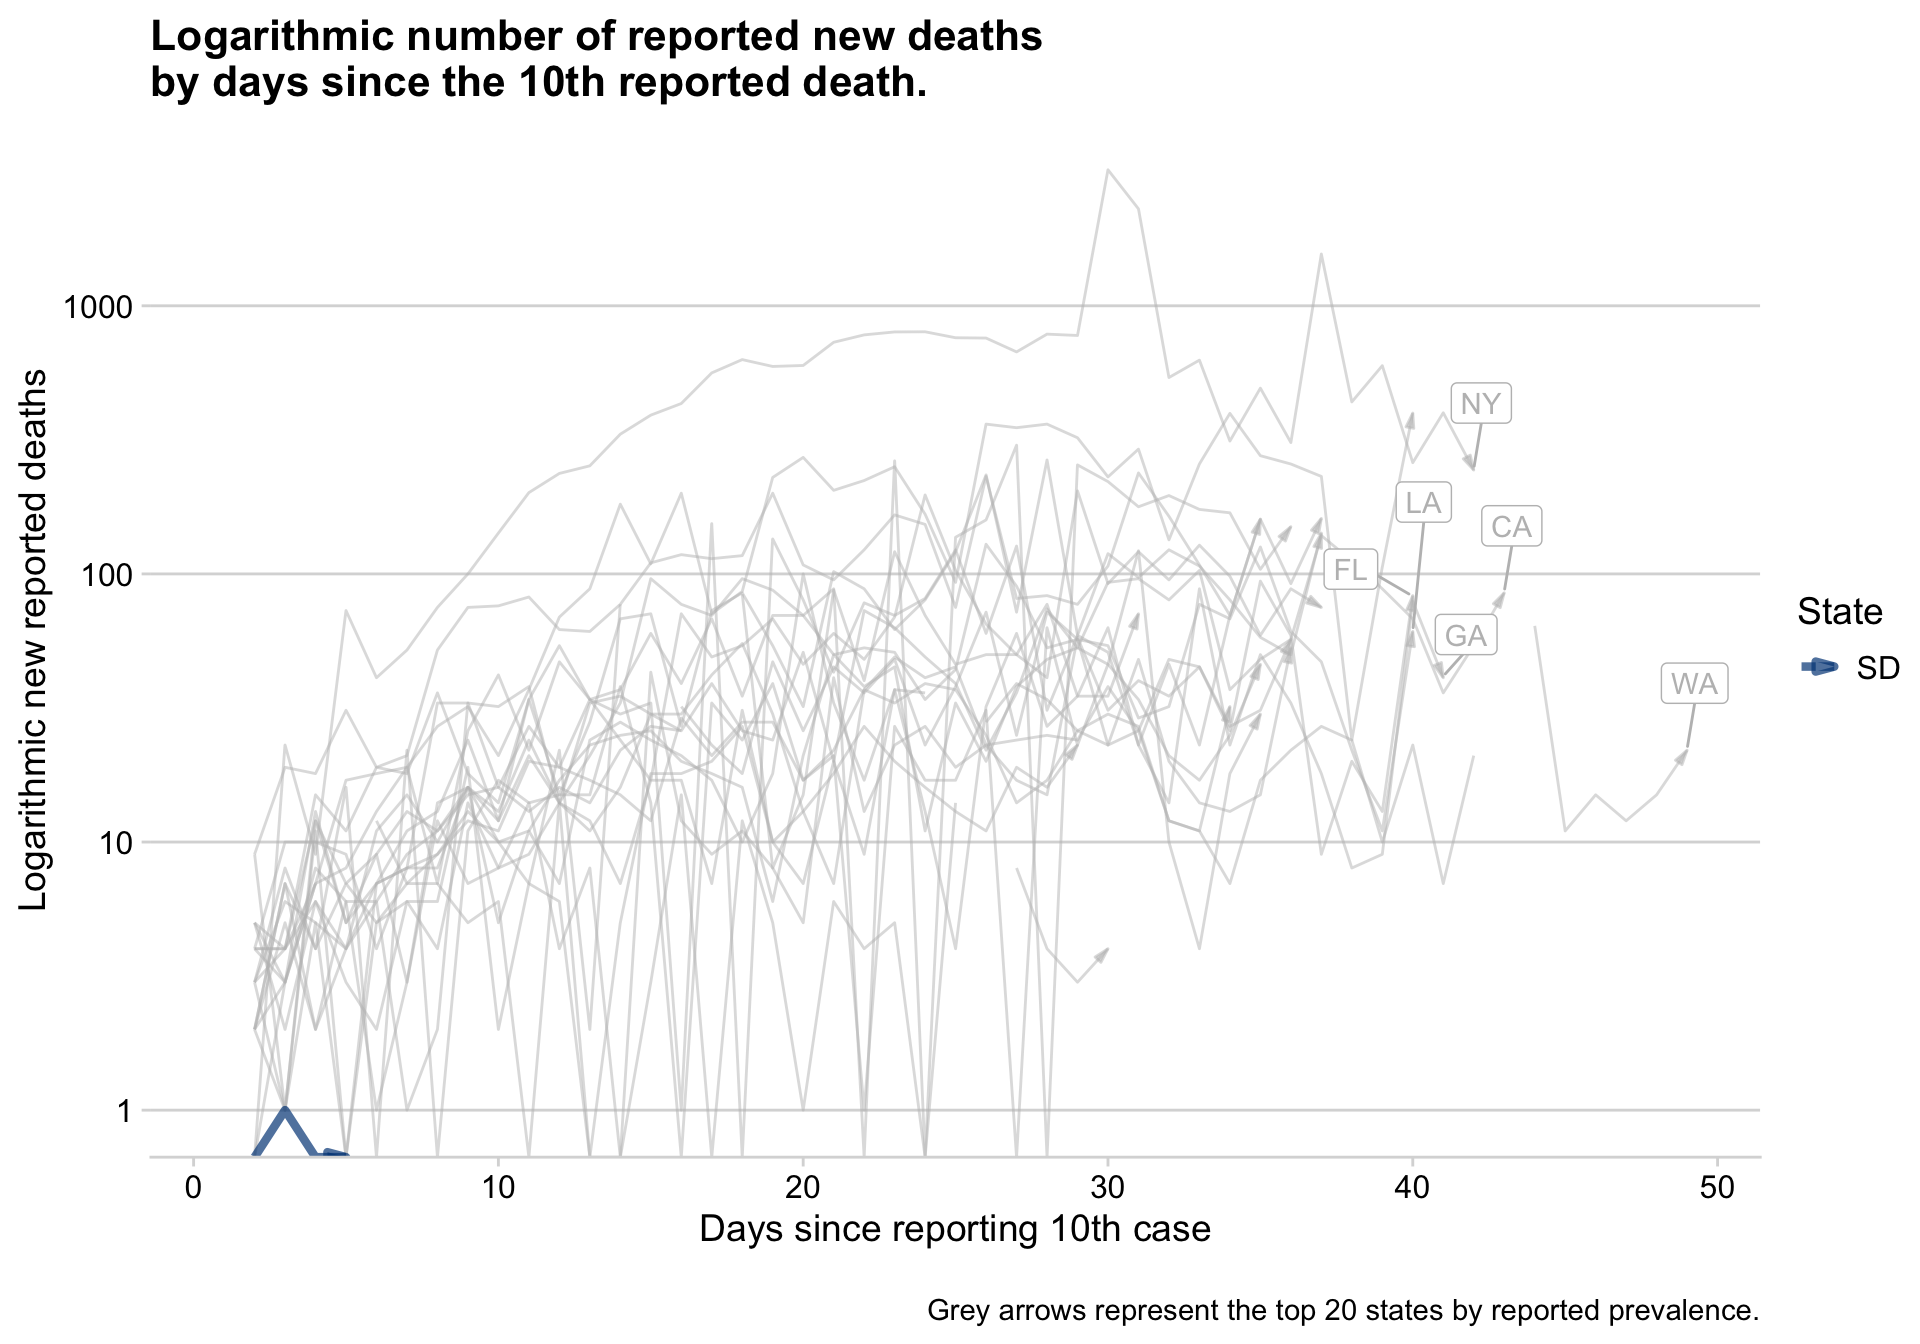 Logarithmic number of reported new deaths
by days since the 10th reported death.
Logarithmic new reported deaths
1000
100
10
1
NY
LA
CA
FL
GA
WA
State
SD
0 10 20 30 40 50
Days since reporting 10th case
Grey arrows represent the top 20 states by reported prevalence.